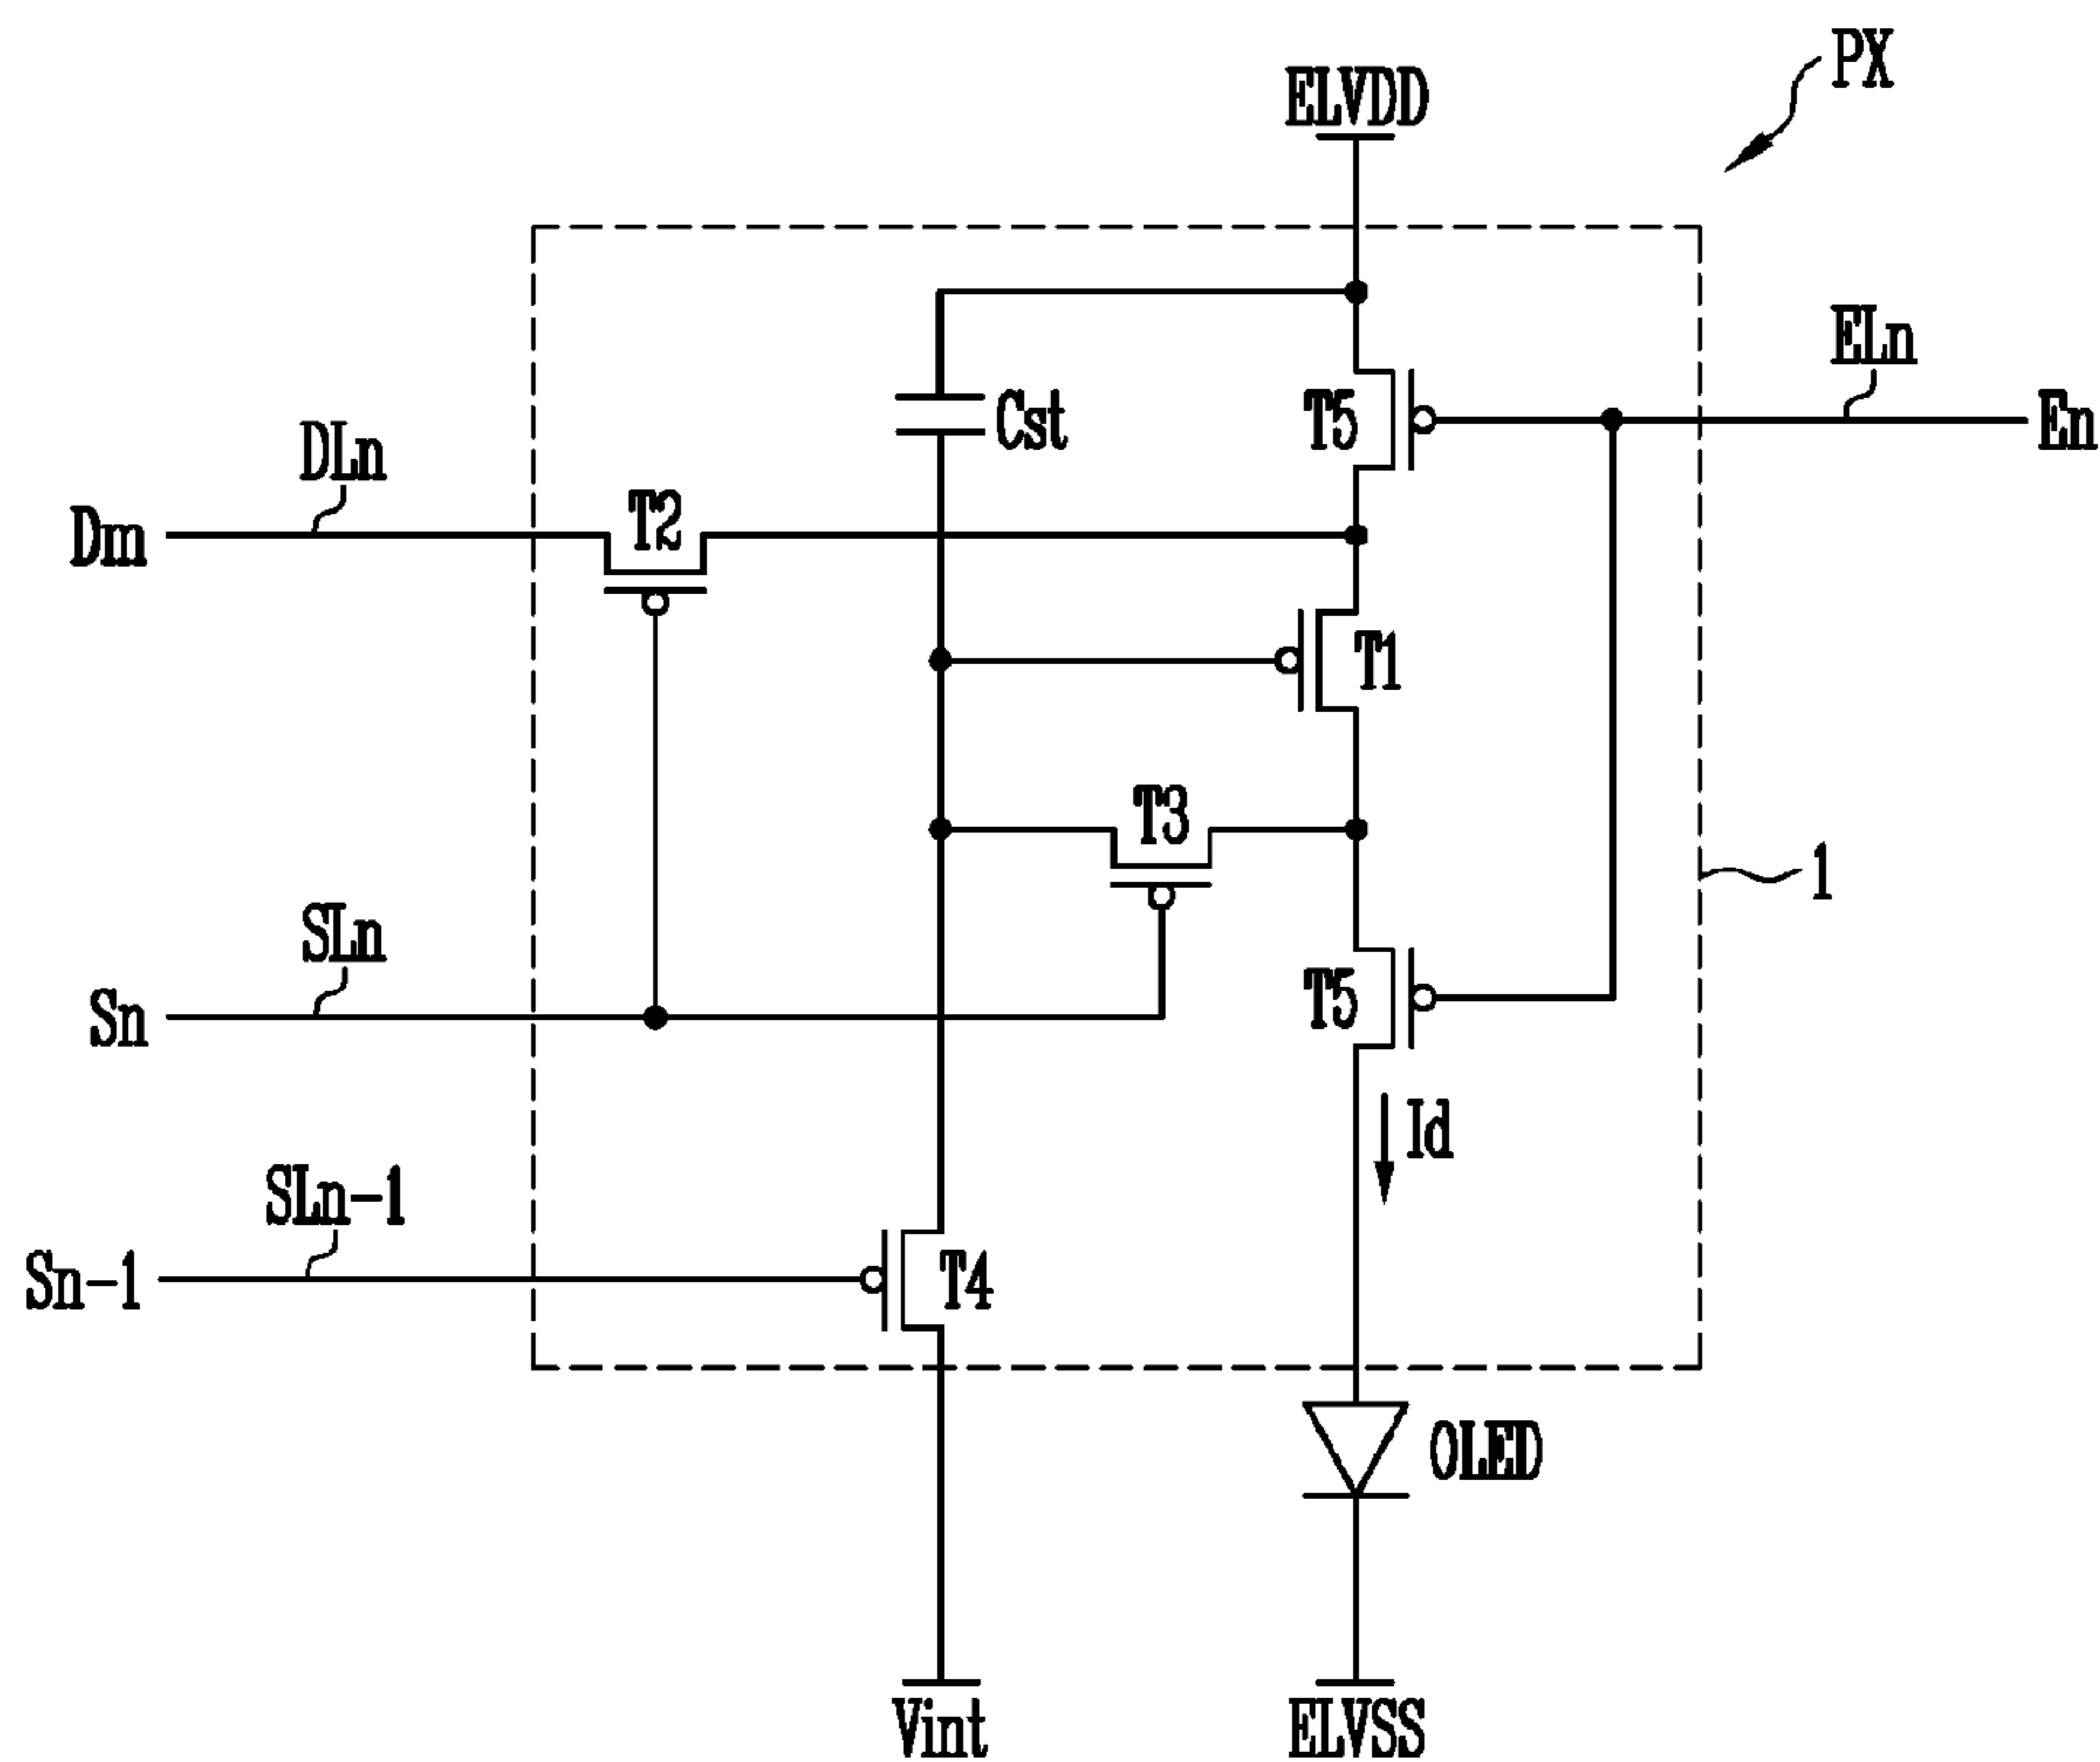 PX
ELVDD
ELn
En
T5
Cst
DLn
Dm
T2
T1
T3
1
SLn
Sn
T5
Id
SLn-1
Sn-1
T4
OLED
Vint
ELVSS